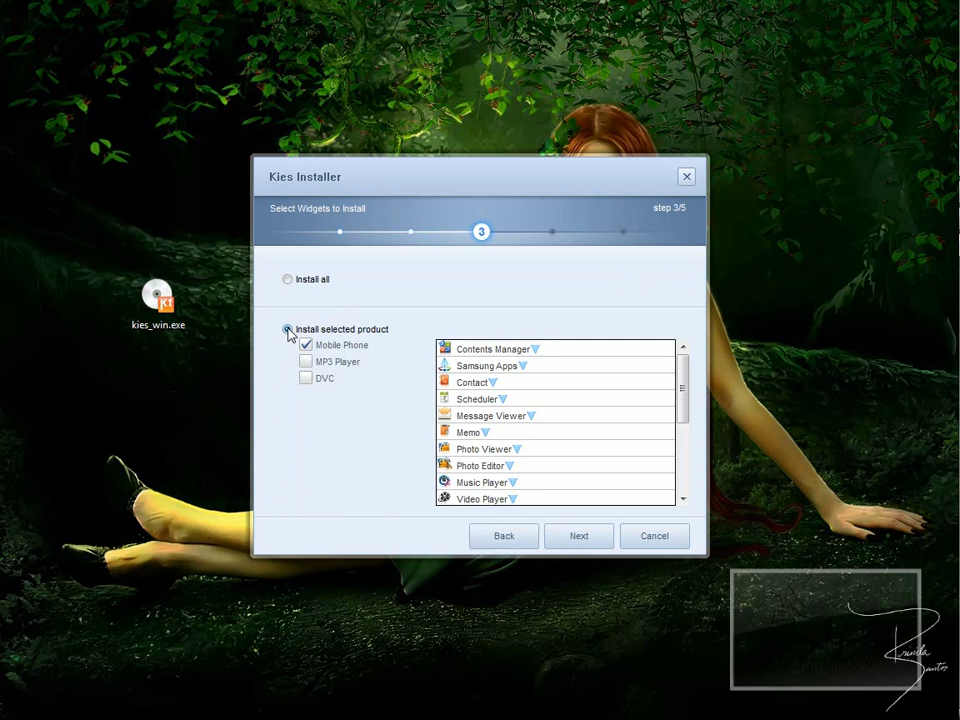 Kies Installer
Select Widgets to Install
step 3/5
3
Install all
Install selected product
Mobile Phone
MP3 Player
DVC
Contents Manager
Samsung Apps
Contact
Scheduler
Message Viewer
Memo
Photo Viewer
Photo Editor
Music Player
Video Player
Back
Next
Cancel
kies_win.exe
Santos